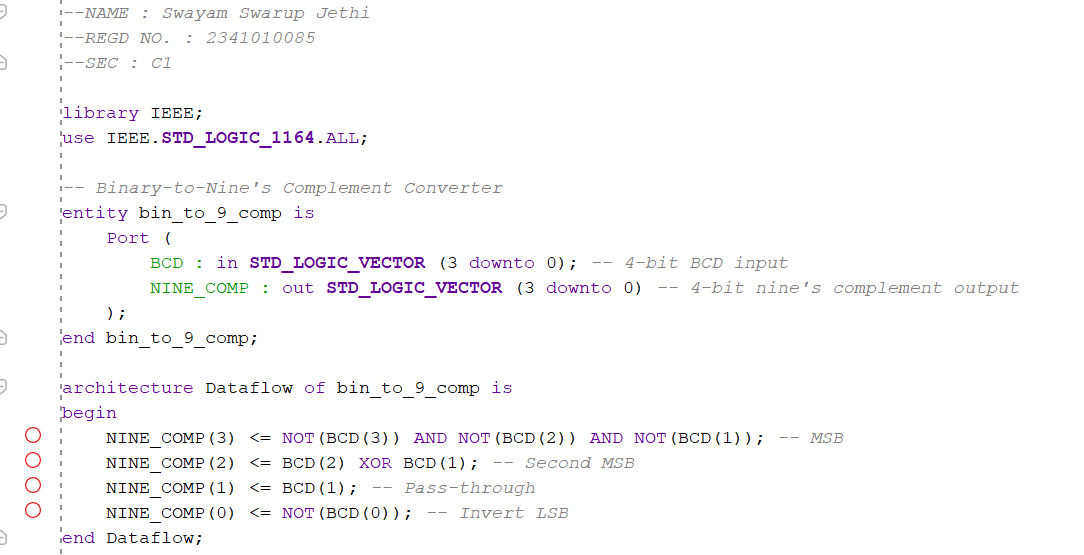 --NAME : Swayam Swarup Jethi
--REGD NO. : 2341010085
--SEC : C1
library IEEE;
use IEEE.STD_LOGIC_1164.ALL;
-- Binary-to-Nine's Complement Converter
entity bin_to_9_comp is
    Port (
        BCD : in STD_LOGIC_VECTOR (3 downto 0); -- 4-bit BCD input
        NINE_COMP : out STD_LOGIC_VECTOR (3 downto 0) -- 4-bit nine's complement output
    );
end bin_to_9_comp;
architecture Dataflow of bin_to_9_comp is
begin
    NINE_COMP(3) <= NOT(BCD(3)) AND NOT(BCD(2)) AND NOT(BCD(1)); -- MSB
    NINE_COMP(2) <= BCD(2) XOR BCD(1); -- Second MSB
    NINE_COMP(1) <= BCD(1); -- Pass-through
    NINE_COMP(0) <= NOT(BCD(0)); -- Invert LSB
end Dataflow;